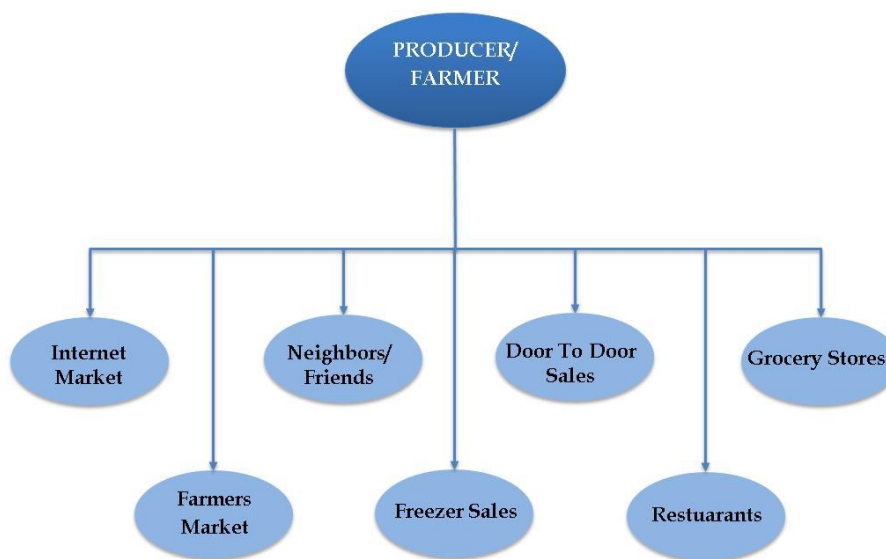 PRODUCER/
FARMER
Internet
Market
Neighbors/
Friends
Door To Door
Sales
Grocery Stores
Farmers
Market
Freezer Sales
Restuarants